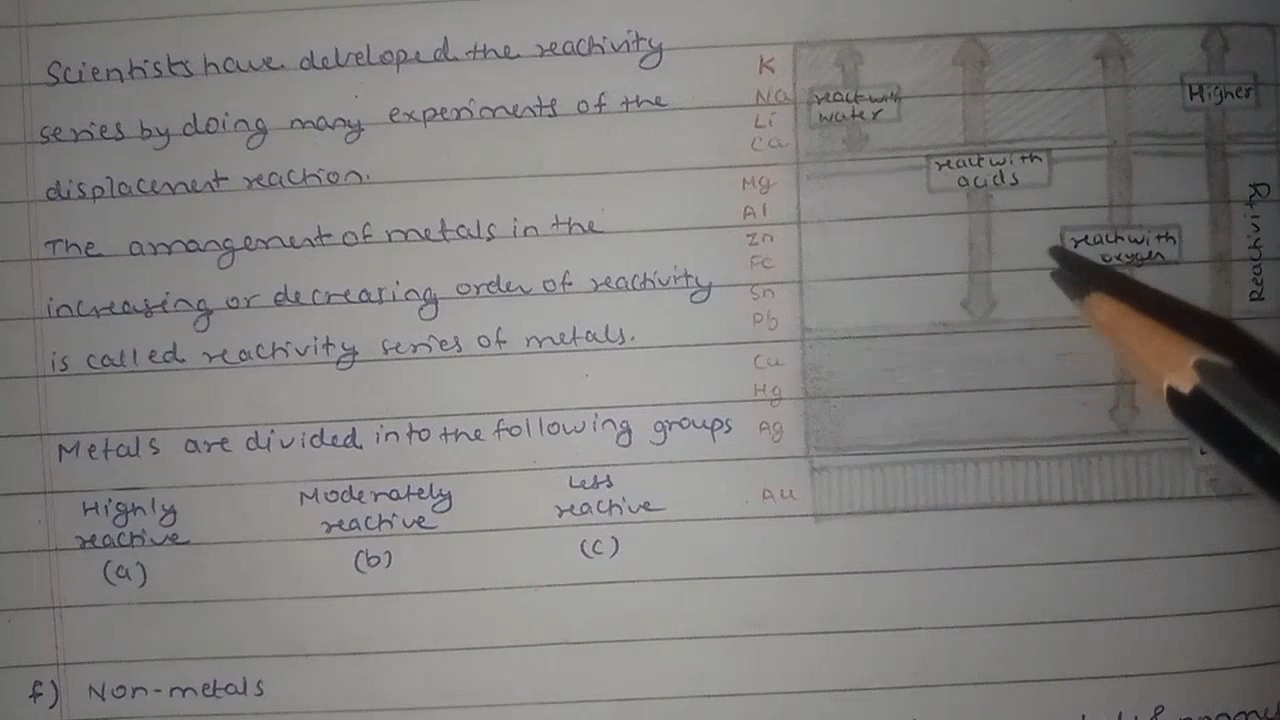 Scientists have developed the reactivity
series by doing many experiments of the
displacement reaction.
The arrangement of metals in the
increasing or decreasing order of reactivity
is called reactivity series of metals.
Metals are divided into the following groups
Highly
reactive
(a)
Moderately
reactive
(b)
Less
reactive
(c)
K
Na
Li
Ca
Mg
Al
Zn
Fe
Sn
Pb
Cu
Hg
Ag
Au
react with
water
react with
acids
react with
oxygen
Higher
Reactivity
f) Non-metals